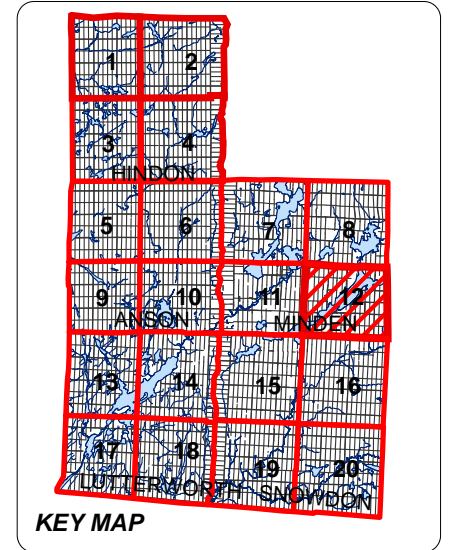 1 2
3 4
HINDON
5 6 7 8
9 10 11 12
ANSON MINDEN
13 14 15 16
17 18 19 20
LUTTERWORTH SNOWDON
KEY MAP